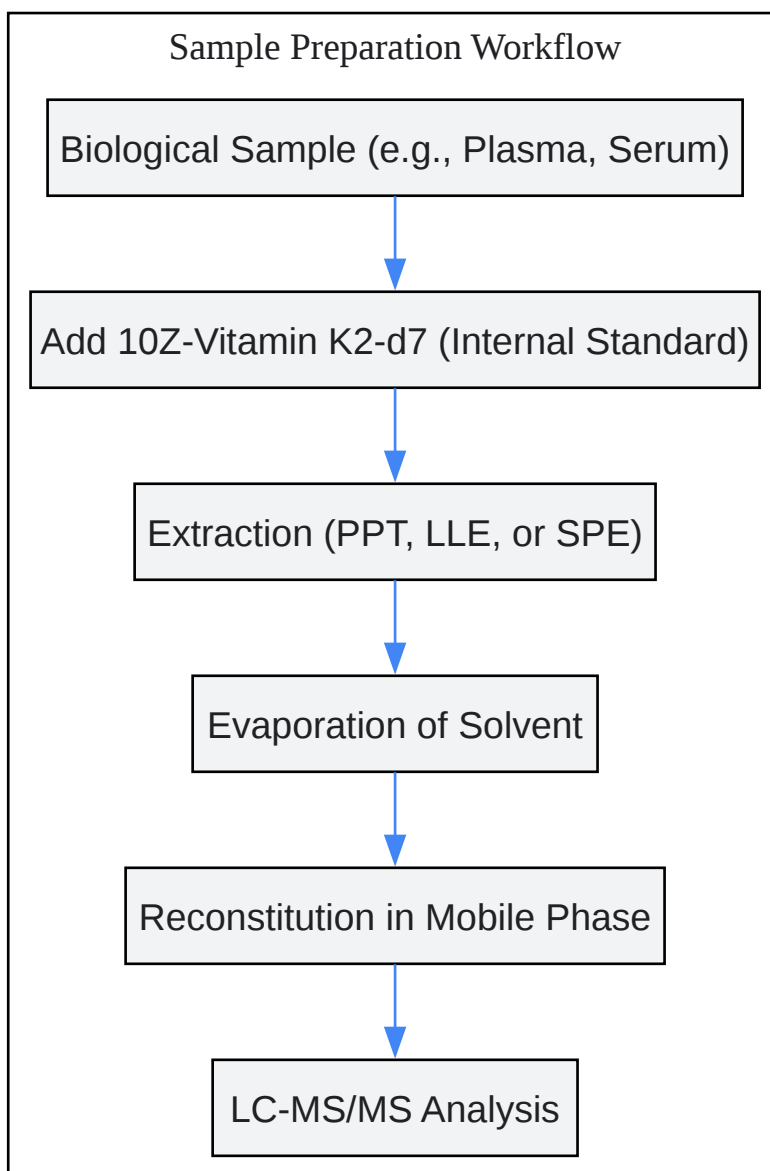 Sample Preparation Workflow
Biological Sample (e.g., Plasma, Serum)
Add 10Z-Vitamin K2-d7 (Internal Standard)
Extraction (PPT, LLE, or SPE)
Evaporation of Solvent
Reconstitution in Mobile Phase
LC-MS/MS Analysis